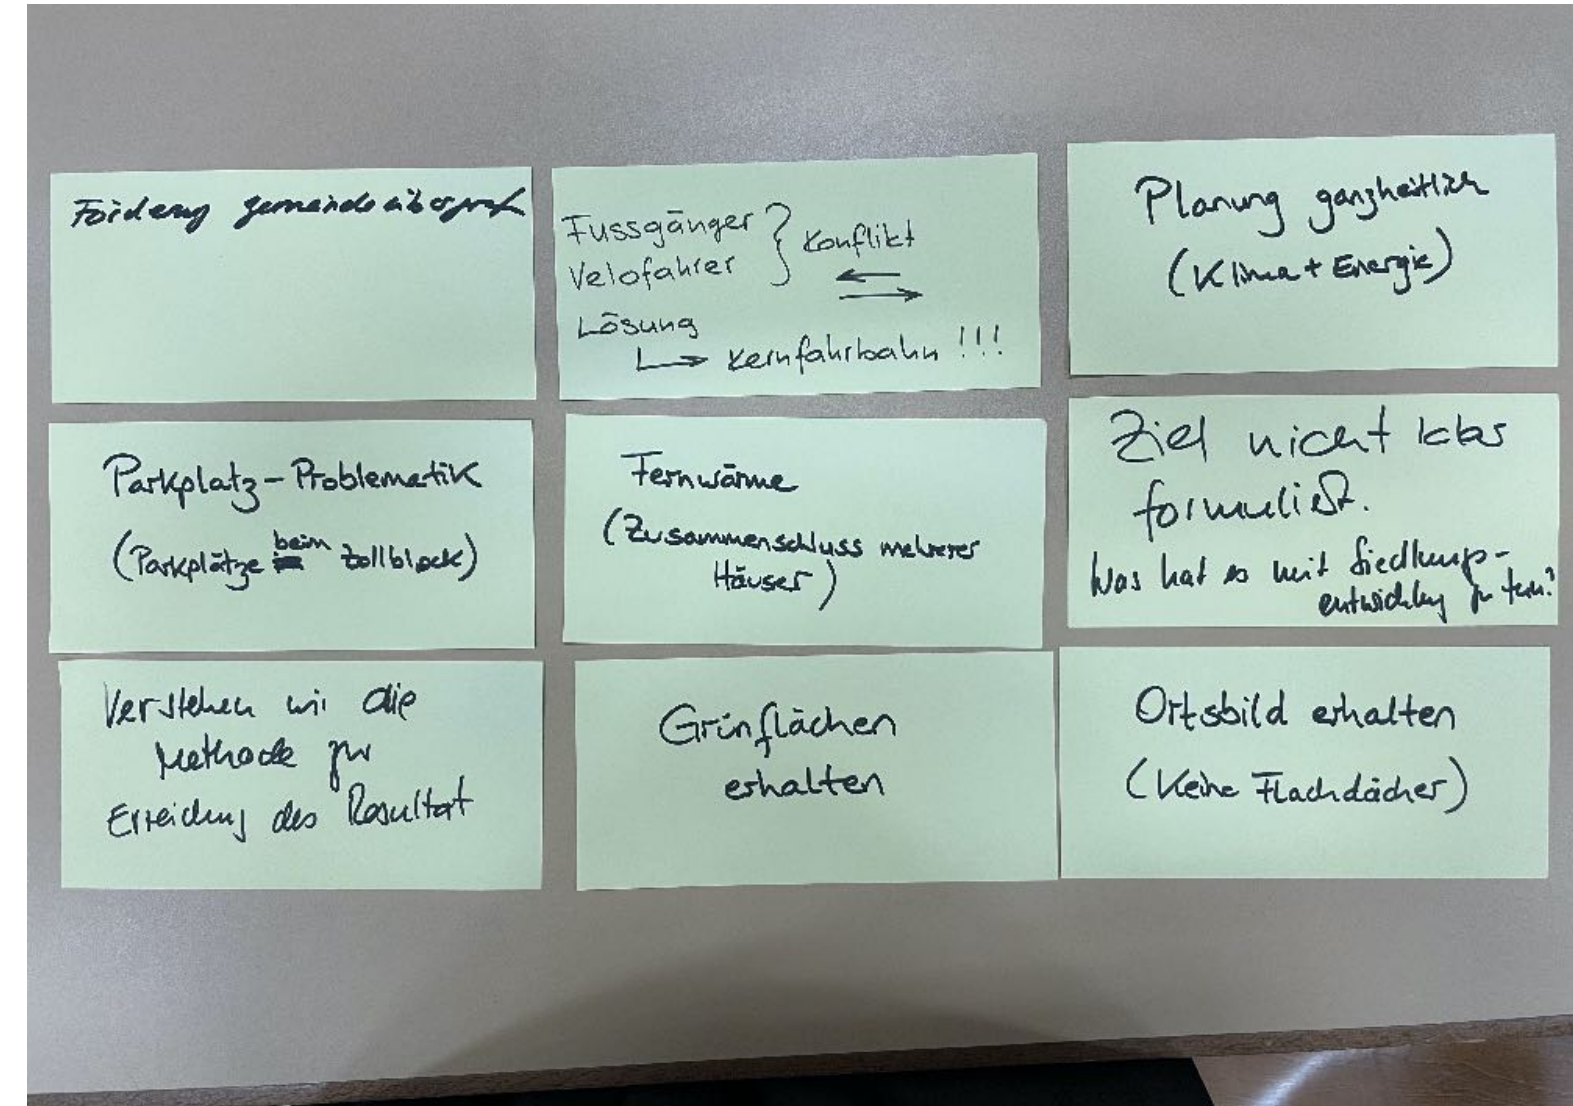 Förderung gemeindeübergr.
Fussgänger } Konflikt
Velofahrer
Lösung
Kernfahrbahn !!!
Planung ganzheitlich
(Klima + Energie)
Parkplatz-Problematik
(Parkplätze beim Zollblock)
Fernwärme
(Zusammenschluss mehrerer
Häuser)
Ziel nicht klar
formuliert.
Was hat es mit Siedlungs-
entwicklung zu tun?
Verstehen wir die
Methode zur
Erreichung des Resultat
Grünflächen
erhalten
Ortsbild erhalten
(Keine Flachdächer)